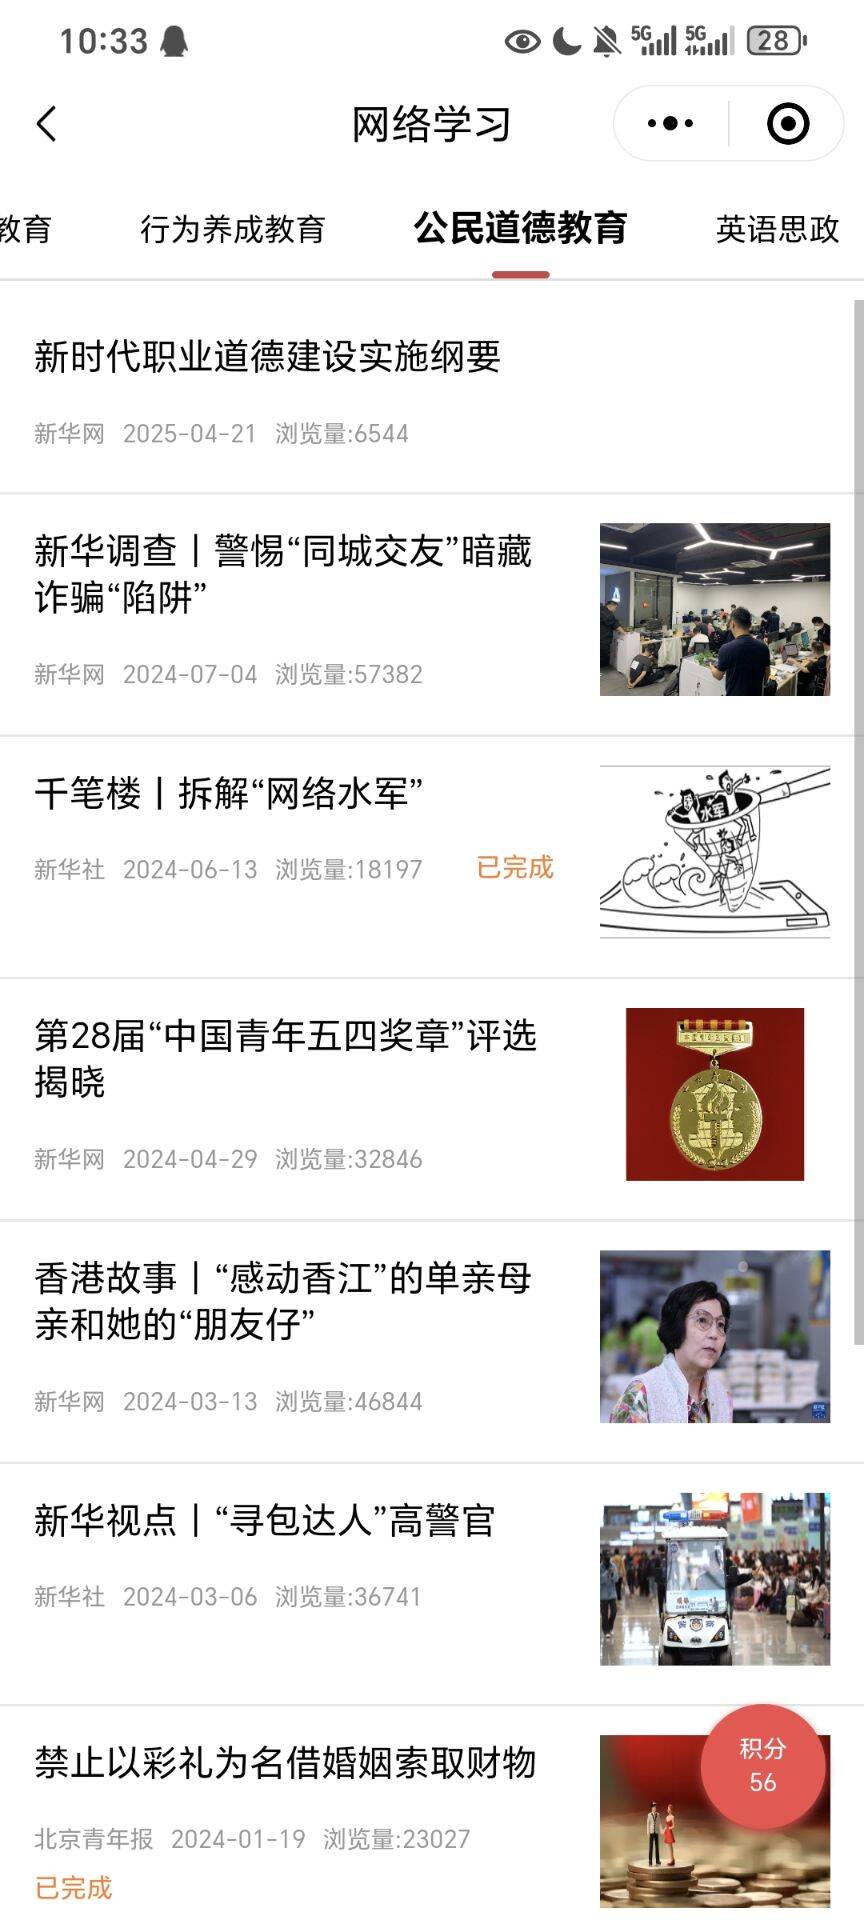 10:33
5G
5G
28
网络学习
教育
行为养成教育
公民道德教育
英语思政
新时代职业道德建设实施纲要
新华网 2025-04-21 浏览量:6544
新华调查丨警惕“同城交友”暗藏
诈骗“陷阱”
新华网 2024-07-04 浏览量:57382
千笔楼丨拆解“网络水军”
新华社 2024-06-13 浏览量:18197
已完成
水军
第28届“中国青年五四奖章”评选
揭晓
新华网 2024-04-29 浏览量:32846
香港故事丨“感动香江”的单亲母
亲和她的“朋友仔”
新华网 2024-03-13 浏览量:46844
新华视点丨“寻包达人”高警官
新华社 2024-03-06 浏览量:36741
警察
禁止以彩礼为名借婚姻索取财物
北京青年报 2024-01-19 浏览量:23027
已完成
积分
56